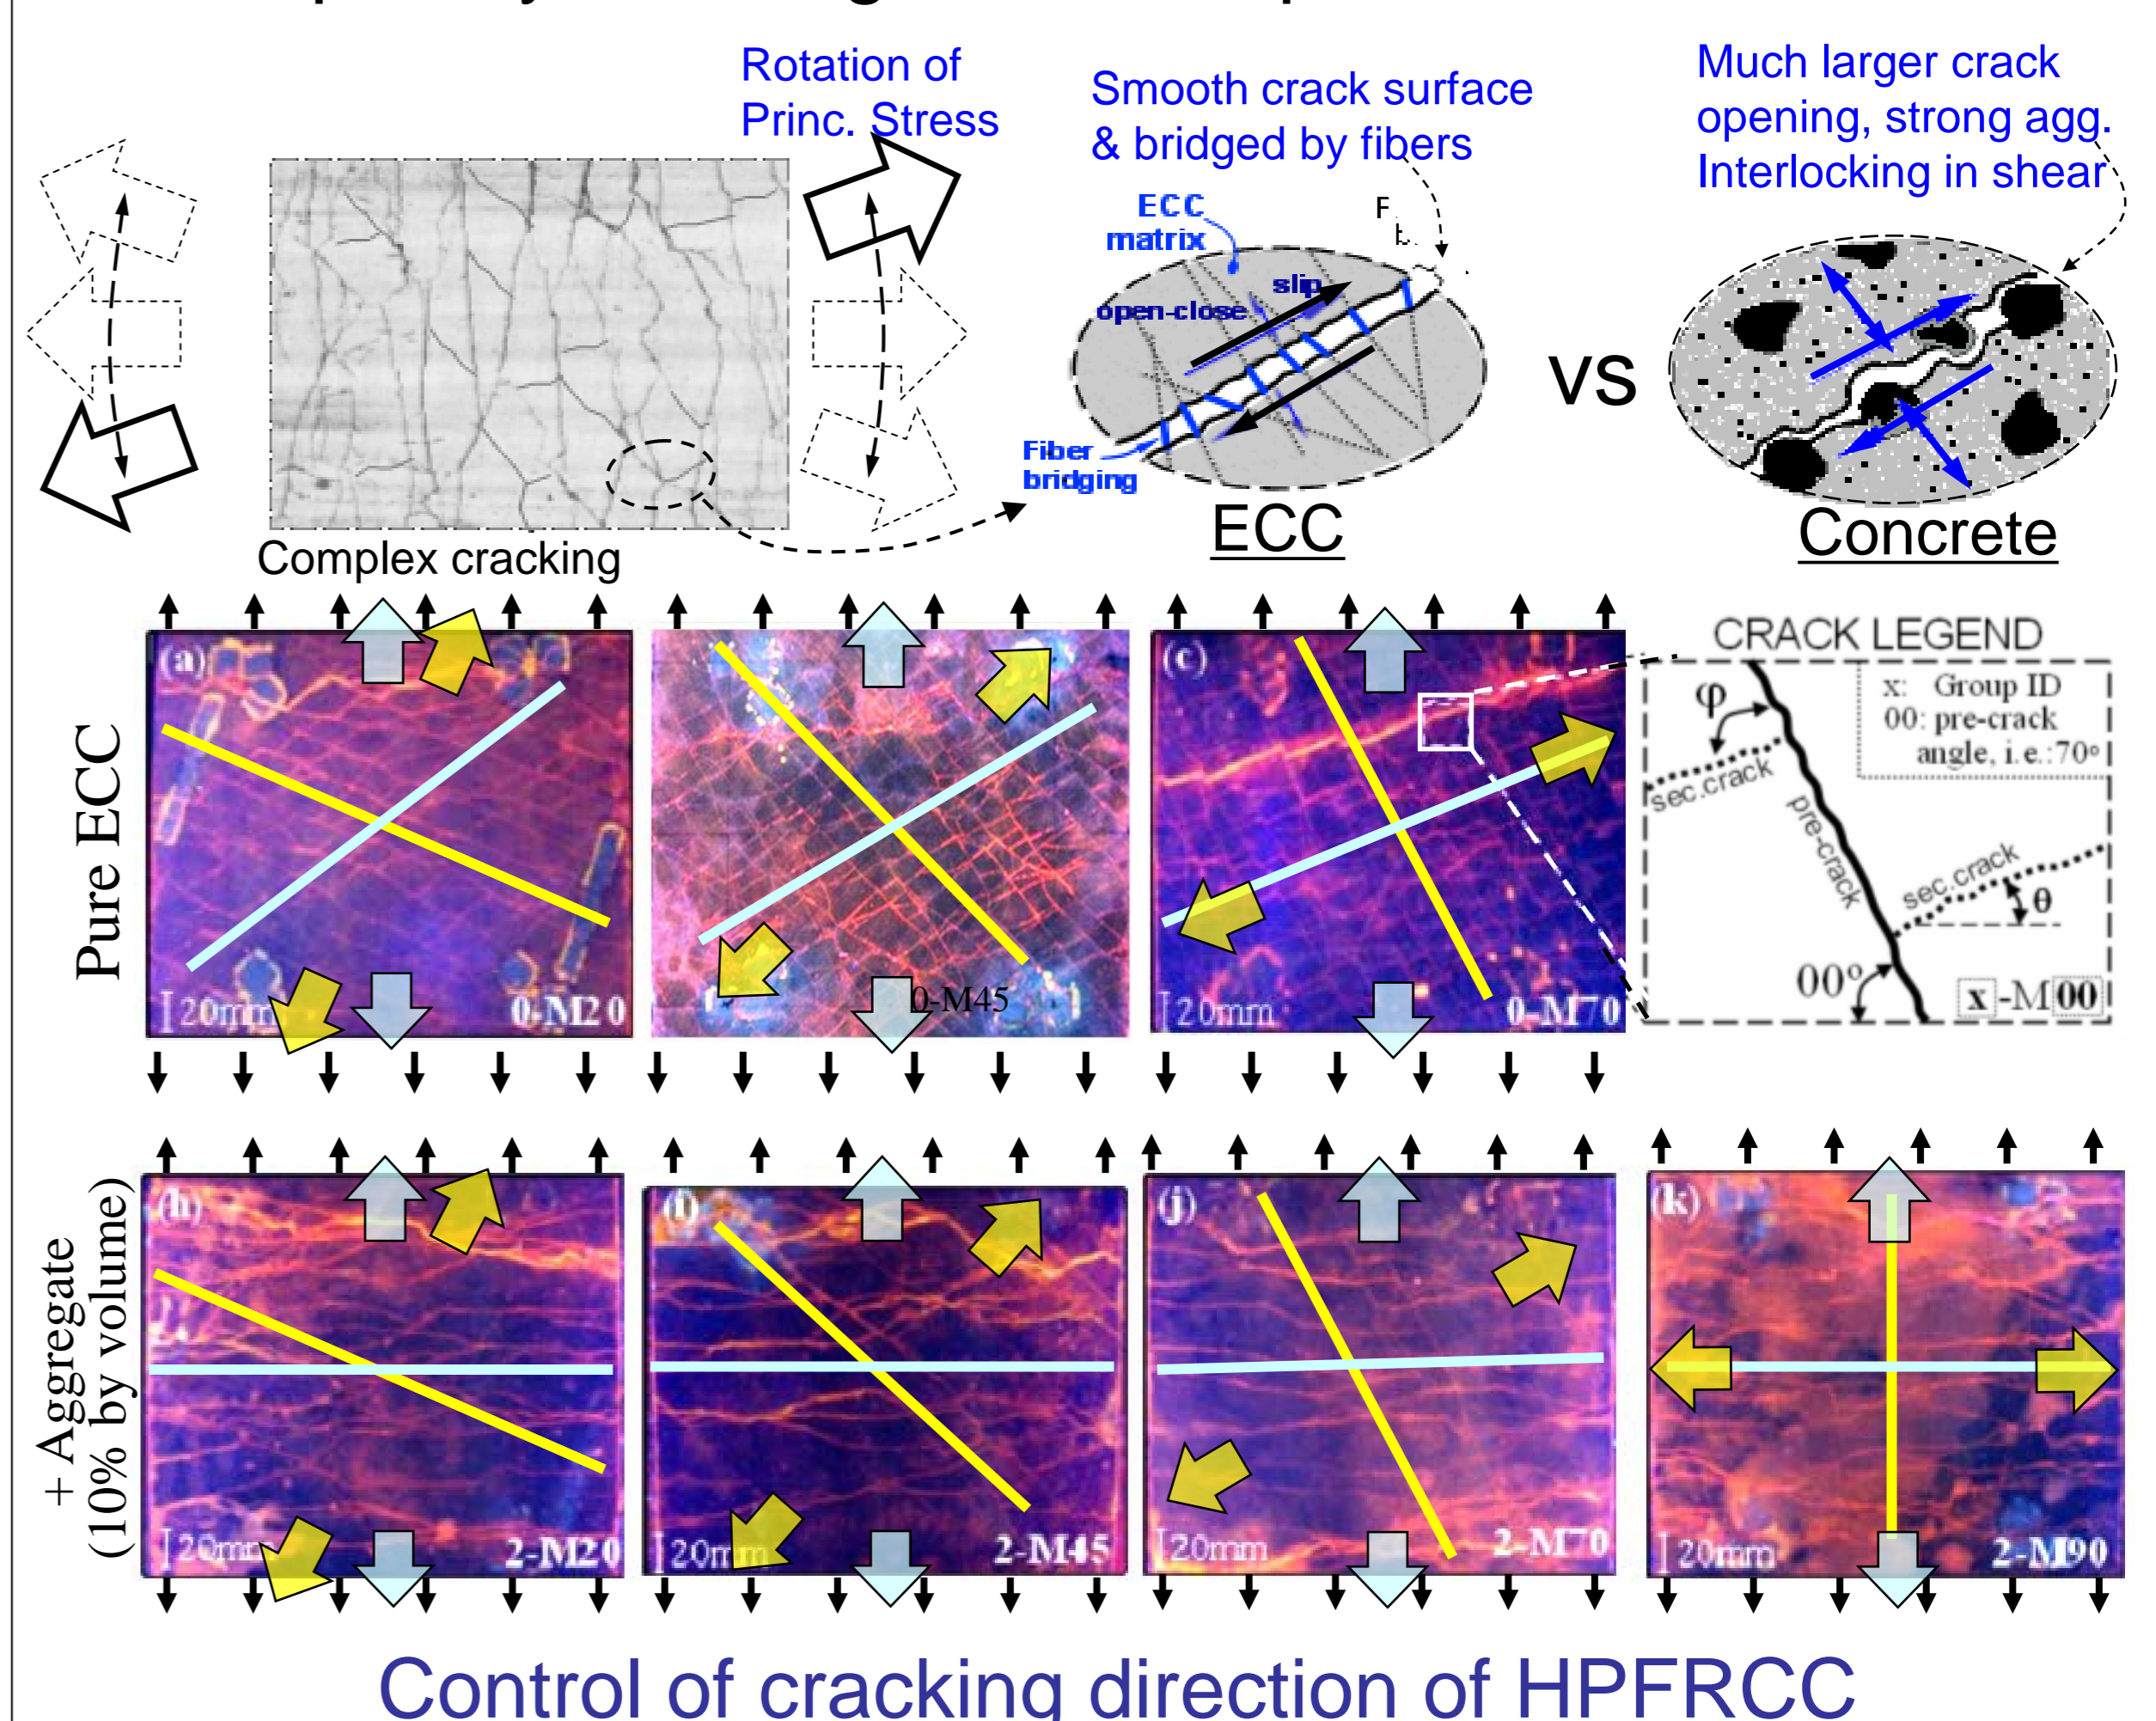 Rotation of
Princ. Stress
Smooth crack surface
& bridged by fibers
Much larger crack
opening, strong agg.
Interlocking in shear
ECC
matrix
F
slip
open-close
vs
Fiber
bridging
ECC
Concrete
Complex cracking
Pure ECC
(a)
20mm
0-M20
0-M45
(c)
20mm
0-M70
CRACK LEGEND
x: Group ID
00: pre-crack
angle, i.e.:70°
φ
sec.crack
pre-crack
sec.crack
θ
00°
x-M00
+ Aggregate
(10% by volume)
(h)
20mm
2-M20
(i)
20mm
2-M45
(j)
20mm
2-M70
(k)
20mm
2-M90
Control of cracking direction of HPFRCC